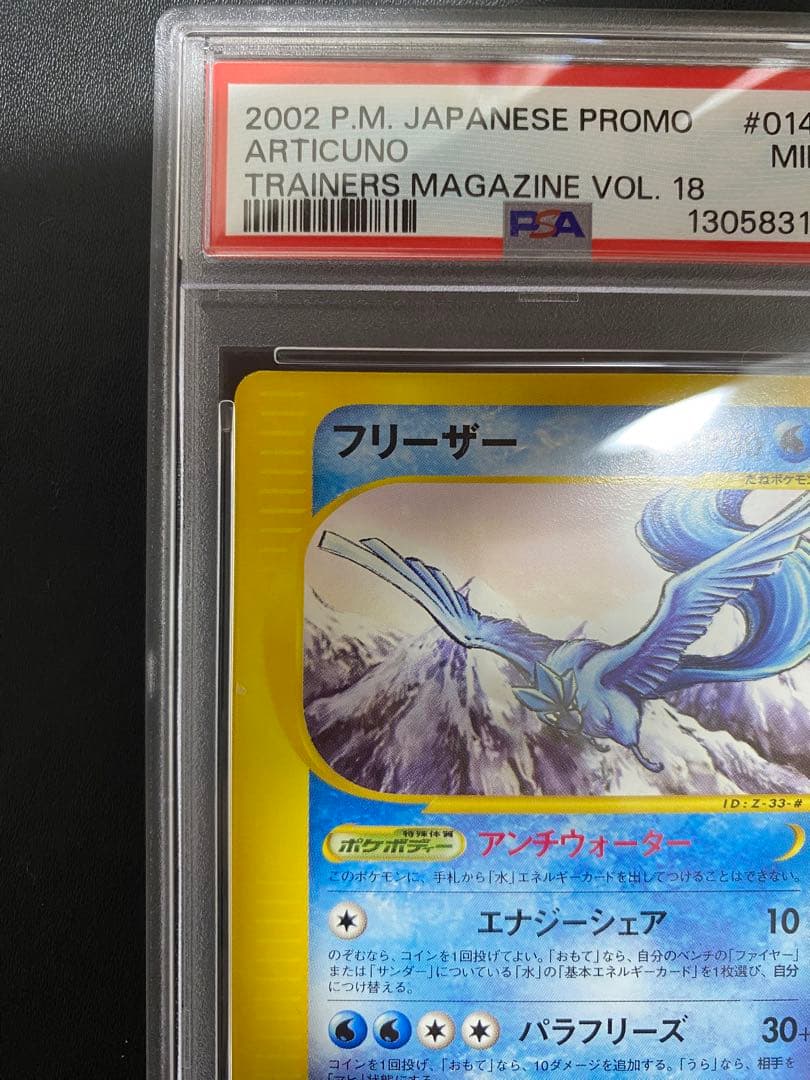 2002 P.M. JAPANESE PROMO #014
ARTICUNO MI
TRAINERS MAGAZINE VOL. 18
PSA 1305831
フリーザー
たねポケモン
ID:Z-33-#
特殊体質
ポケボディー アンチウォーター
このポケモンに、手札から「水」エネルギーカードを出してつけることはできない。
エナジーシェア 10
のぞむなら、コインを1回投げてよい。「おもて」なら、自分のベンチの「ファイヤー」
または「サンダー」についている「水」の「基本エネルギーカード」を1枚選び、自分
につけ替える。
パラフリーズ 30+
コインを1回投げ、「おもて」なら、10ダメージを追加する。「うら」なら、相手を